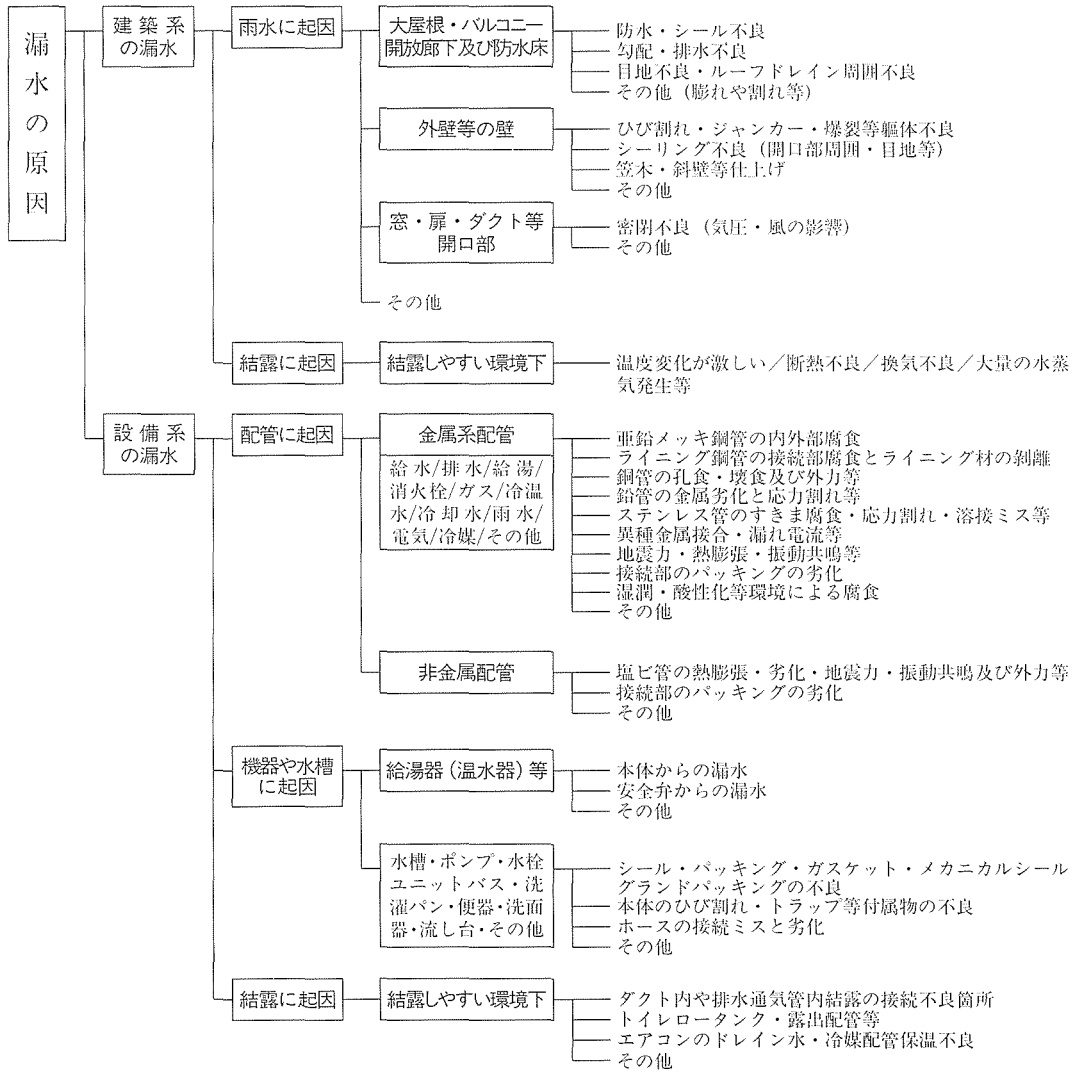 漏水の原因
建築系
の漏水
雨水に起因
大屋根・バルコニー
開放廊下及び防水床
防水・シール不良
勾配・排水不良
目地不良・ルーフドレイン周囲不良
その他（膨れや割れ等）
外壁等の壁
ひび割れ・ジャンカー・爆裂等軀体不良
シーリング不良（開口部周囲・目地等）
笠木・斜壁等仕上げ
その他
窓・扉・ダクト等
開口部
密閉不良（気圧・風の影響）
その他
その他
結露に起因
結露しやすい環境下
温度変化が激しい／断熱不良／換気不良／大量の水蒸
気発生等
設備系
の漏水
配管に起因
金属系配管
給水/排水/給湯/
消火栓/ガス/冷温
水/冷却水/雨水/
電気/冷媒/その他
亜鉛メッキ鋼管の内外部腐食
ライニング鋼管の接続部腐食とライニング材の剝離
銅管の孔食・壊食及び外力等
鉛管の金属劣化と応力割れ等
ステンレス管のすきま腐食・応力割れ・溶接ミス等
異種金属接合・漏れ電流等
地震力・熱膨張・振動共鳴等
接続部のパッキングの劣化
湿潤・酸性化等環境による腐食
その他
非金属配管
塩ビ管の熱膨張・劣化・地震力・振動共鳴及び外力等
接続部のパッキングの劣化
その他
機器や水槽
に起因
給湯器（温水器）等
本体からの漏水
安全弁からの漏水
その他
水槽・ポンプ・水栓
ユニットバス・洗
濯パン・便器・洗面
器・流し台・その他
シール・パッキング・ガスケット・メカニカルシール
グランドパッキングの不良
本体のひび割れ・トラップ等付属物の不良
ホースの接続ミスと劣化
その他
結露に起因
結露しやすい環境下
ダクト内や排水通気管内結露の接続不良箇所
トイレロータンク・露出配管等
エアコンのドレイン水・冷媒配管保温不良
その他